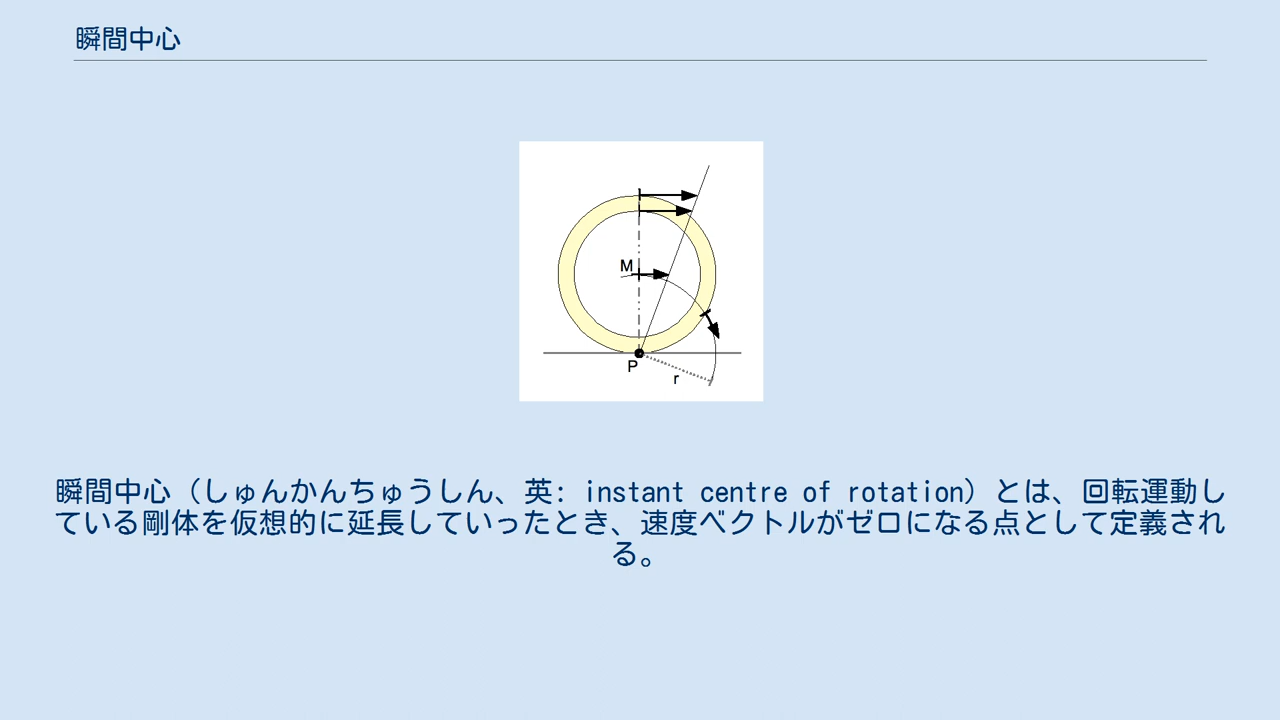 瞬間中心
M
P
r
瞬間中心（しゅんかんちゅうしん、英: instant centre of rotation）とは、回転運動し
ている剛体を仮想的に延長していったとき、速度ベクトルがゼロになる点として定義され
る。